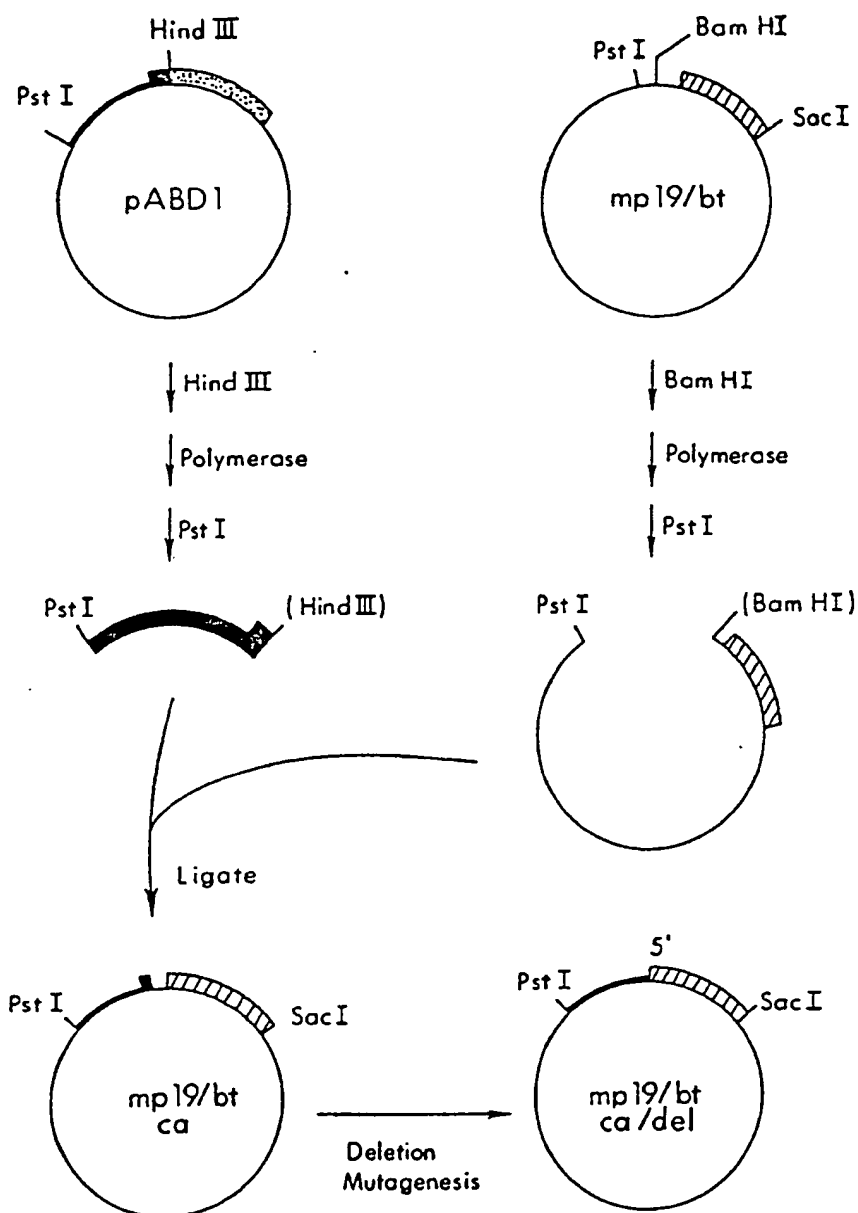 Hind III
Pst I
pABD1
Pst I
Bam HI
Sac I
mp 19/bt
Hind III
Polymerase
Pst I
Bam HI
Polymerase
Pst I
Pst I
(Hind III)
Pst I
(Bam HI)
Ligate
Pst I
Sac I
mp 19/bt
ca
Deletion
Mutagenesis
5'
Pst I
Sac I
mp 19/bt
ca/del